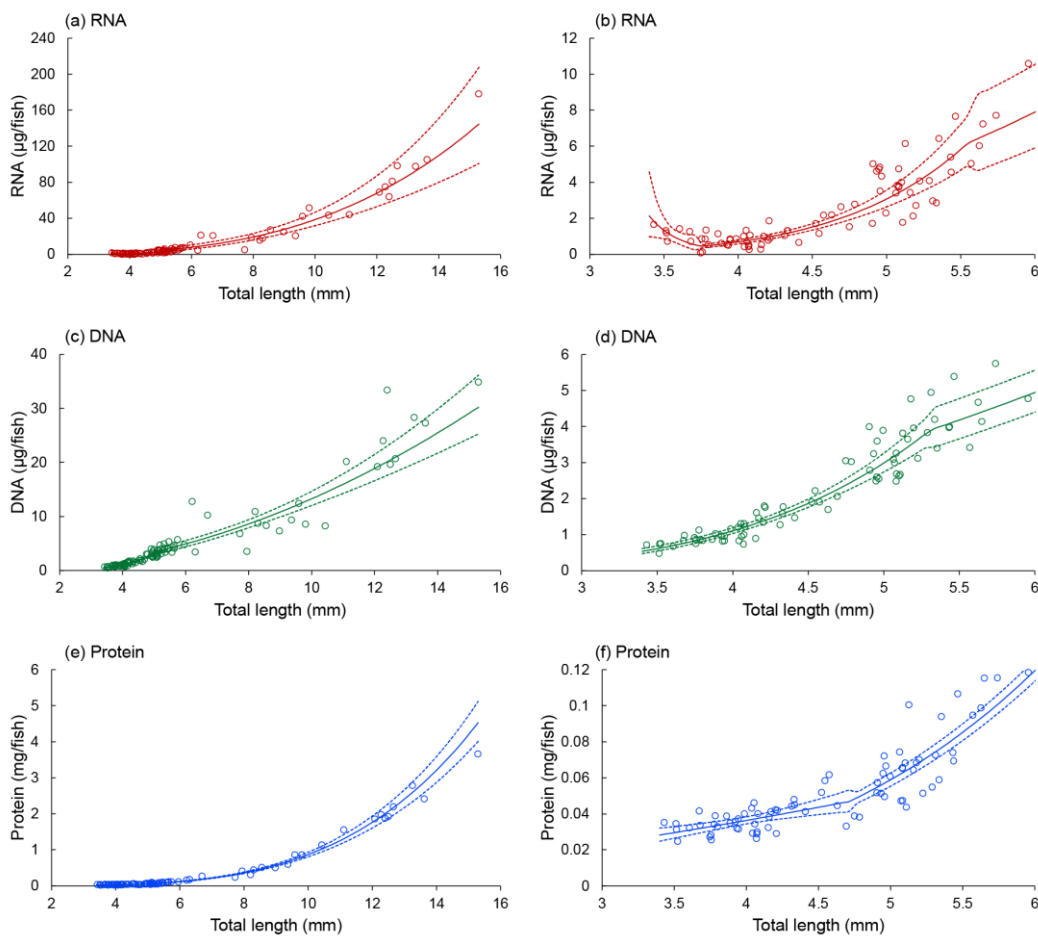 (a) RNA
240
200
160
120
80
40
0
RNA (µg/fish)
2 4 6 8 10 12 14 16
Total length (mm)
(b) RNA
12
10
8
6
4
2
0
RNA (µg/fish)
3 3.5 4 4.5 5 5.5 6
Total length (mm)
(c) DNA
40
30
20
10
0
DNA (µg/fish)
2 4 6 8 10 12 14 16
Total length (mm)
(d) DNA
6
5
4
3
2
1
0
DNA (µg/fish)
3 3.5 4 4.5 5 5.5 6
Total length (mm)
(e) Protein
6
5
4
3
2
1
0
Protein (mg/fish)
2 4 6 8 10 12 14 16
Total length (mm)
(f) Protein
0.12
0.1
0.08
0.06
0.04
0.02
0
Protein (mg/fish)
3 3.5 4 4.5 5 5.5 6
Total length (mm)